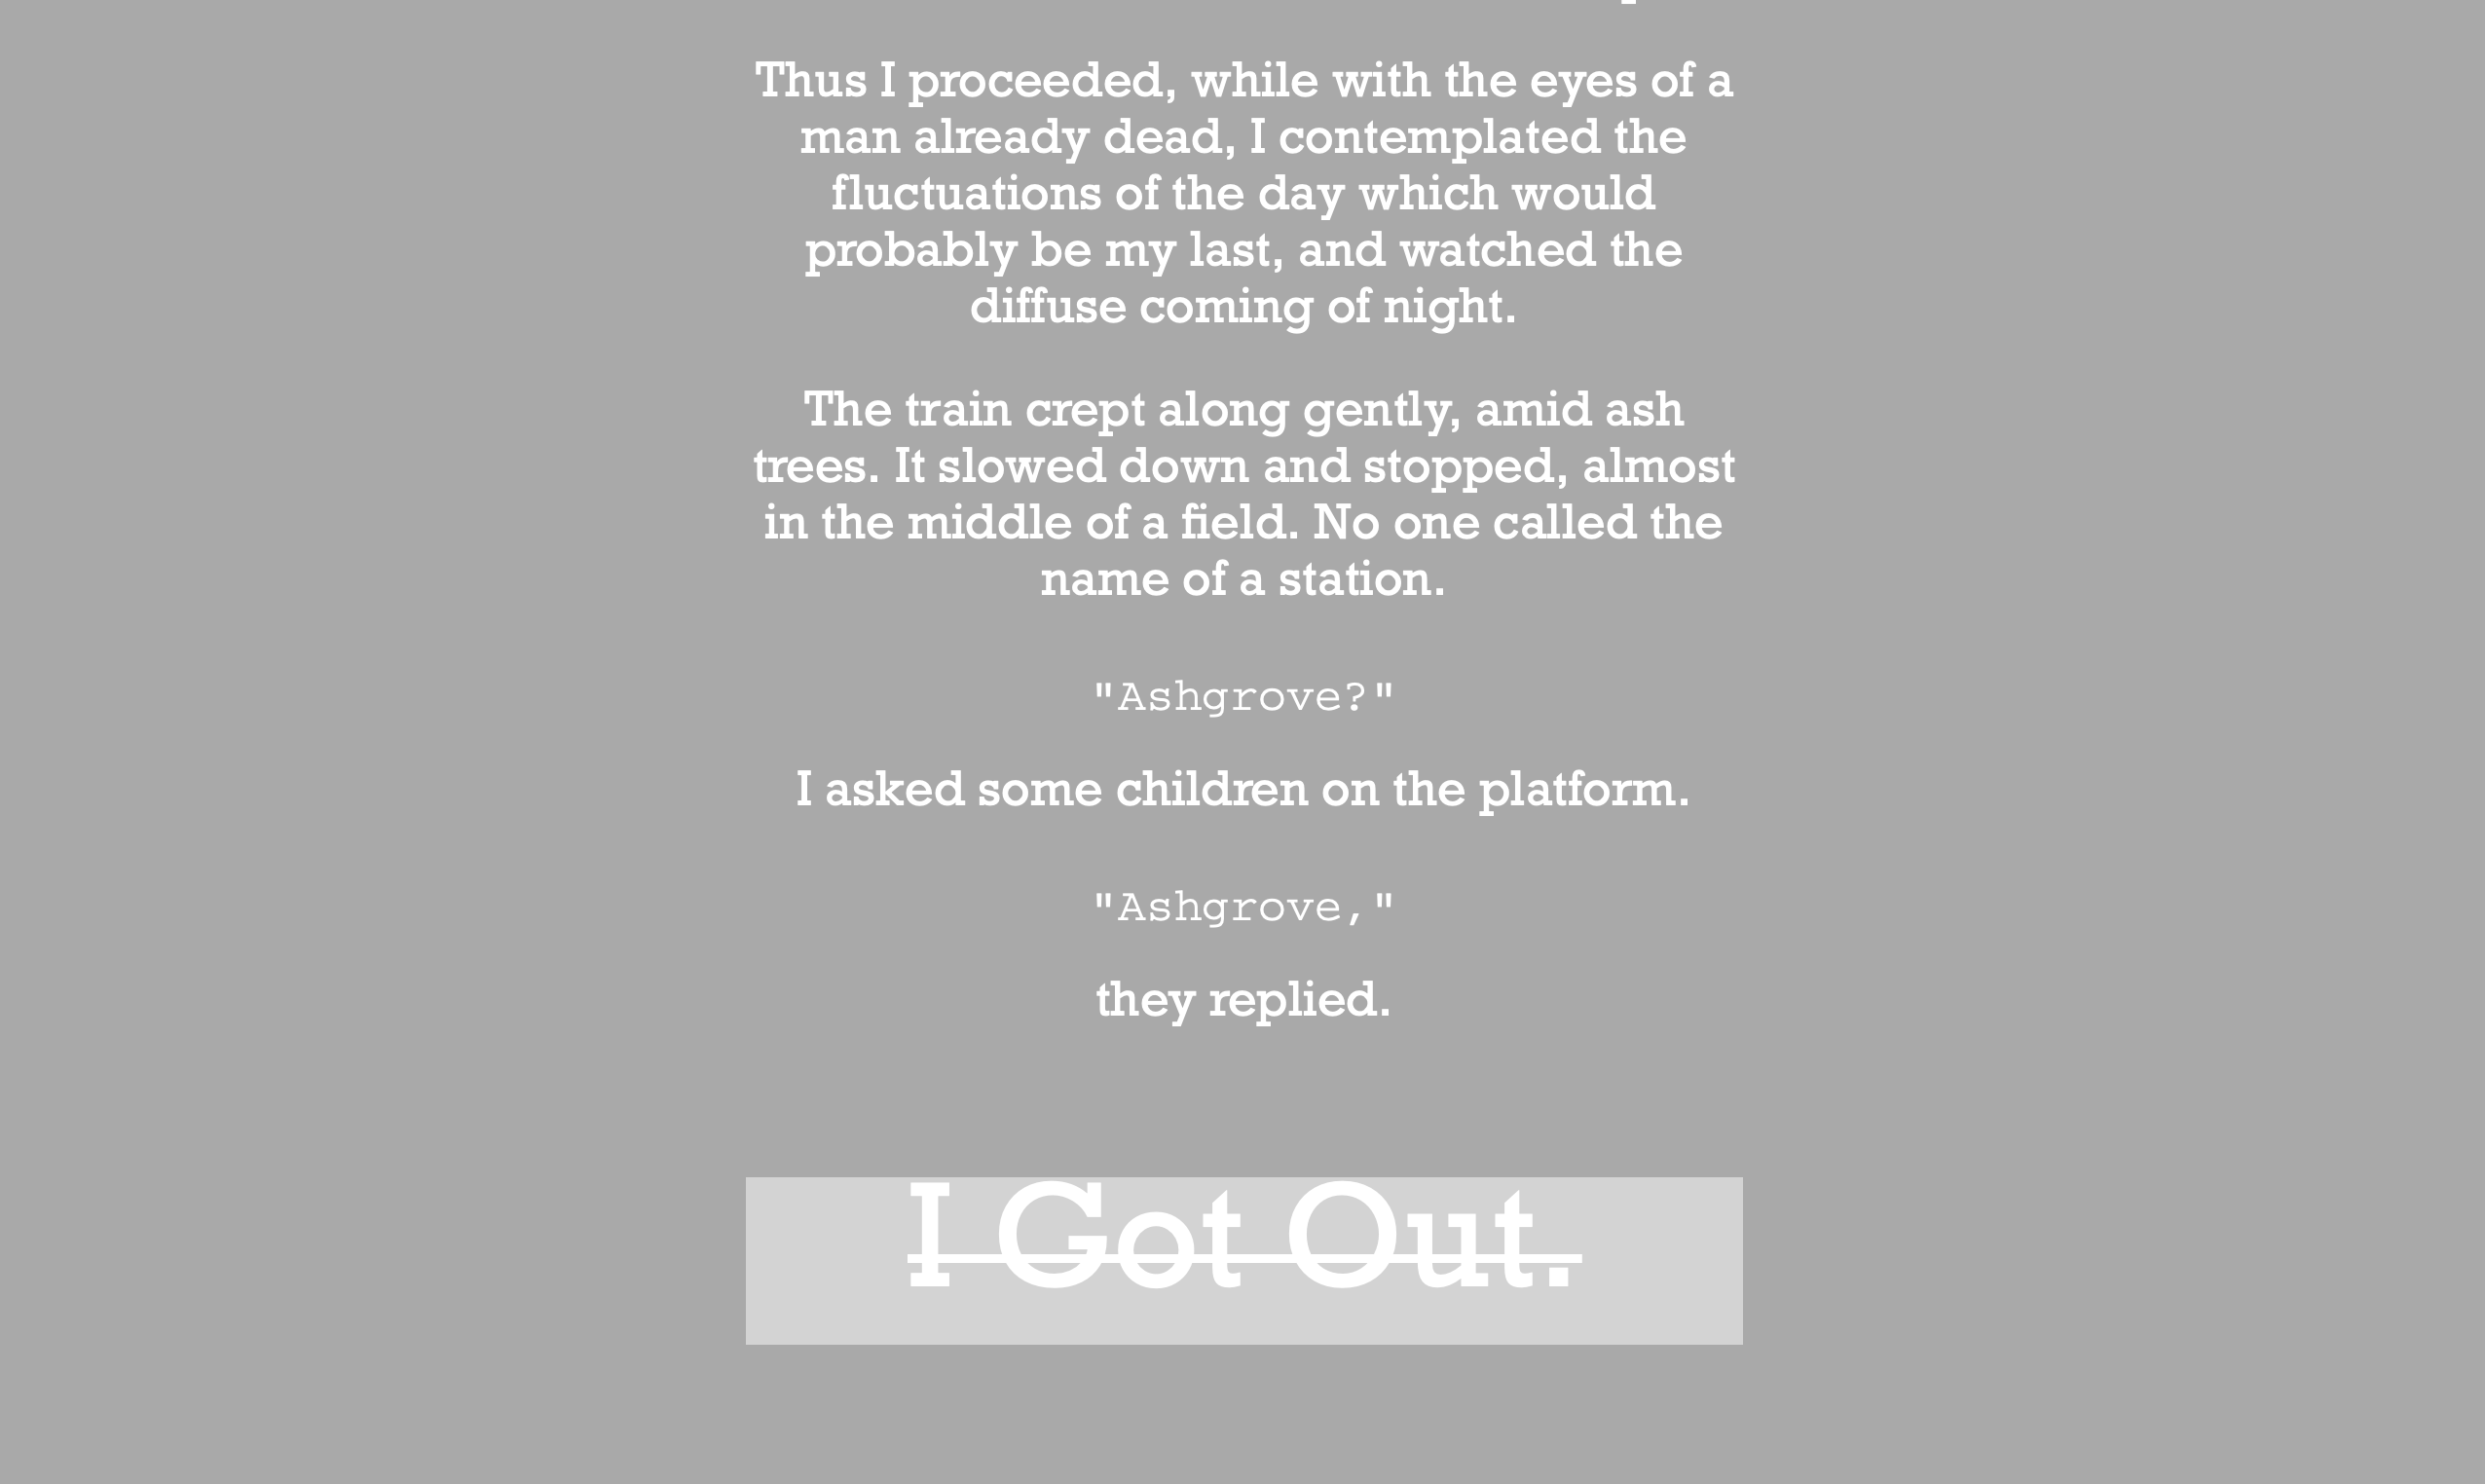 Thus I proceeded, while with the eyes of a
man already dead, I contemplated the
fluctuations of the day which would
probably be my last, and watched the
diffuse coming of night.
The train crept along gently, amid ash
trees. It slowed down and stopped, almost
in the middle of a field. No one called the
name of a station.
"Ashgrove?"
I asked some children on the platform.
"Ashgrove,"
they replied.
I Got Out.